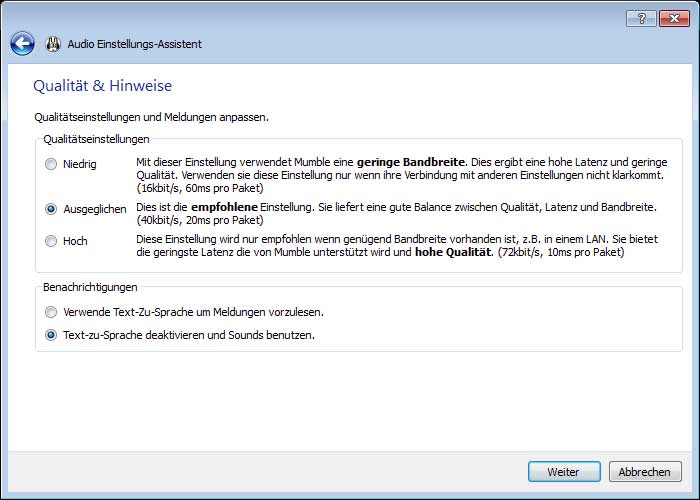 ?
Audio Einstellungs-Assistent
Qualität & Hinweise
Qualitätseinstellungen und Meldungen anpassen.
Qualitätseinstellungen
Niedrig
Mit dieser Einstellung verwendet Mumble eine geringe Bandbreite. Dies ergibt eine hohe Latenz und geringe
Qualität. Verwenden sie diese Einstellung nur wenn ihre Verbindung mit anderen Einstellungen nicht klarkommt.
(16kbit/s, 60ms pro Paket)
Ausgeglichen
Dies ist die empfohlene Einstellung. Sie liefert eine gute Balance zwischen Qualität, Latenz und Bandbreite.
(40kbit/s, 20ms pro Paket)
Hoch
Diese Einstellung wird nur empfohlen wenn genügend Bandbreite vorhanden ist, z.B. in einem LAN. Sie bietet
die geringste Latenz die von Mumble unterstützt wird und hohe Qualität. (72kbit/s, 10ms pro Paket)
Benachrichtigungen
Verwende Text-Zu-Sprache um Meldungen vorzulesen.
Text-zu-Sprache deaktivieren und Sounds benutzen.
Weiter
Abbrechen